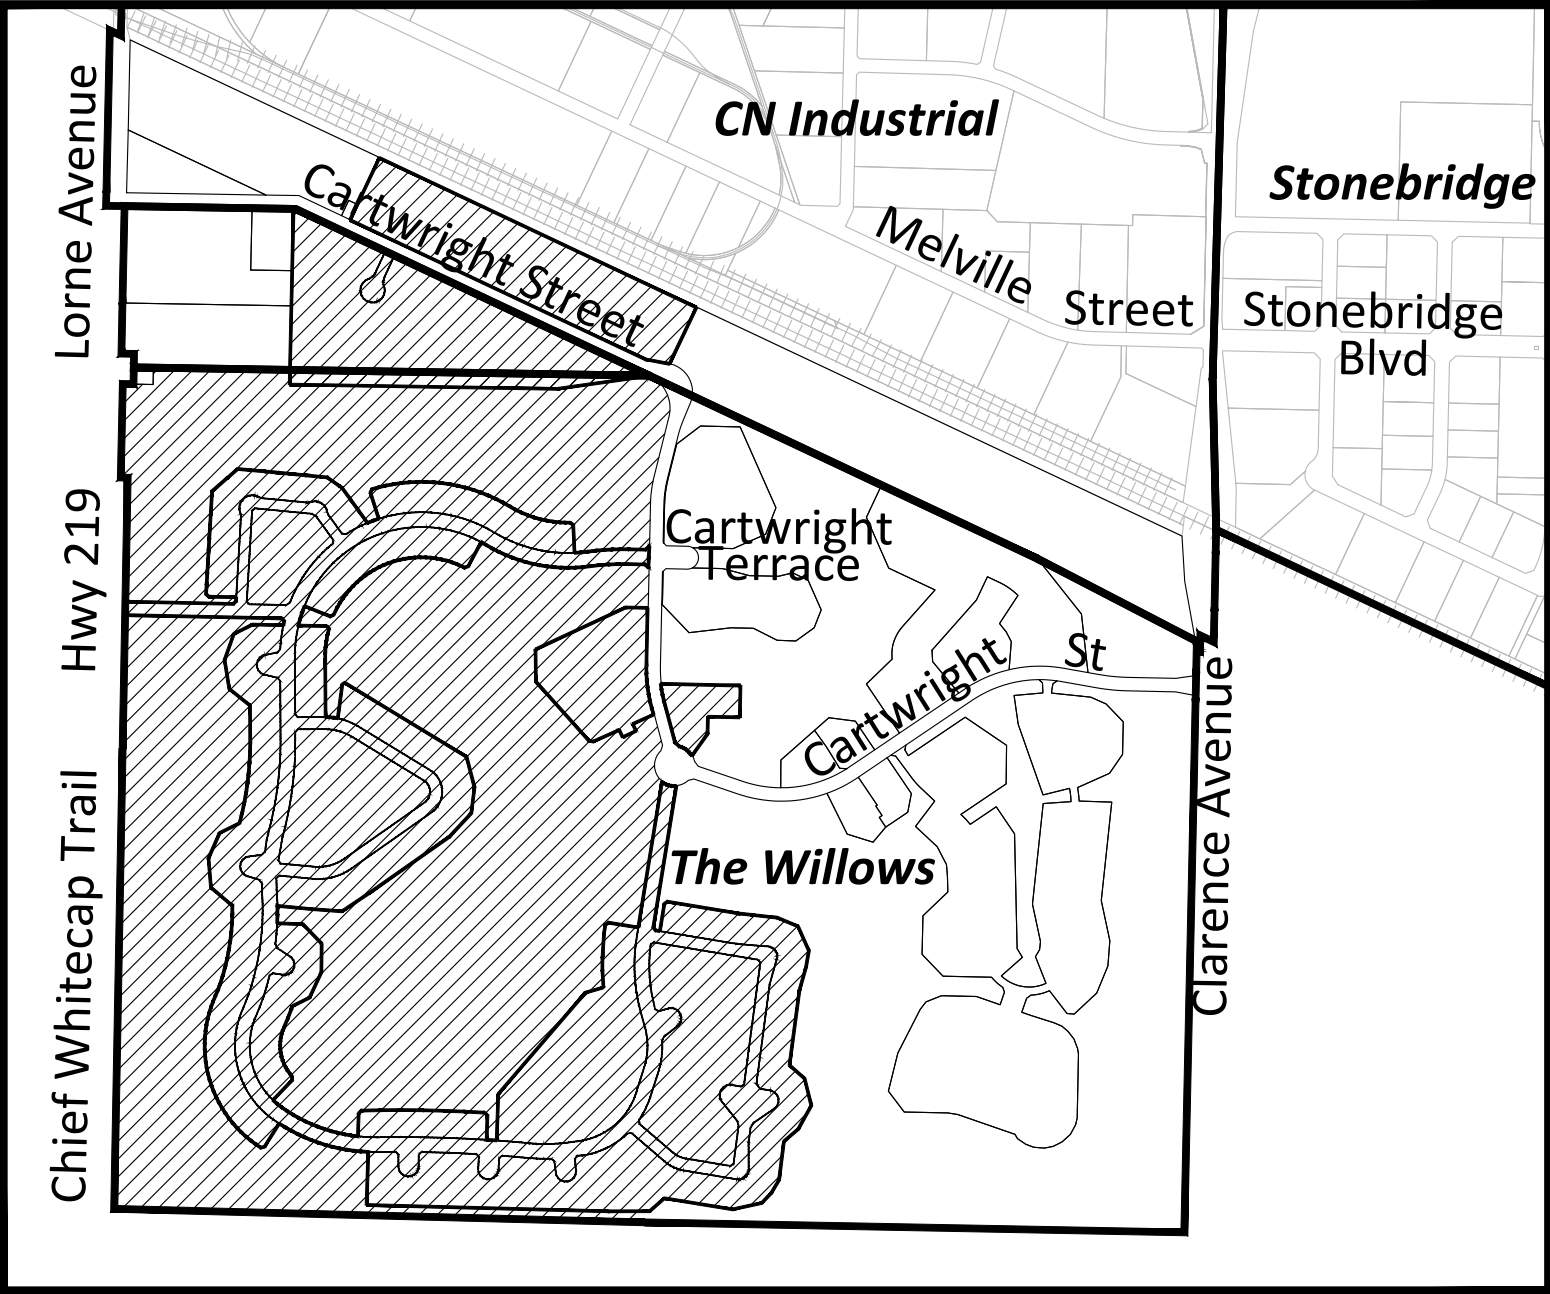 Lorne Avenue
CN Industrial
Stonebridge
Cartwright Street
Melville
Street
Stonebridge
Blvd
Hwy 219
Cartwright
Terrace
Cartwright
St
Chief Whitecap Trail
The Willows
Clarence Avenue